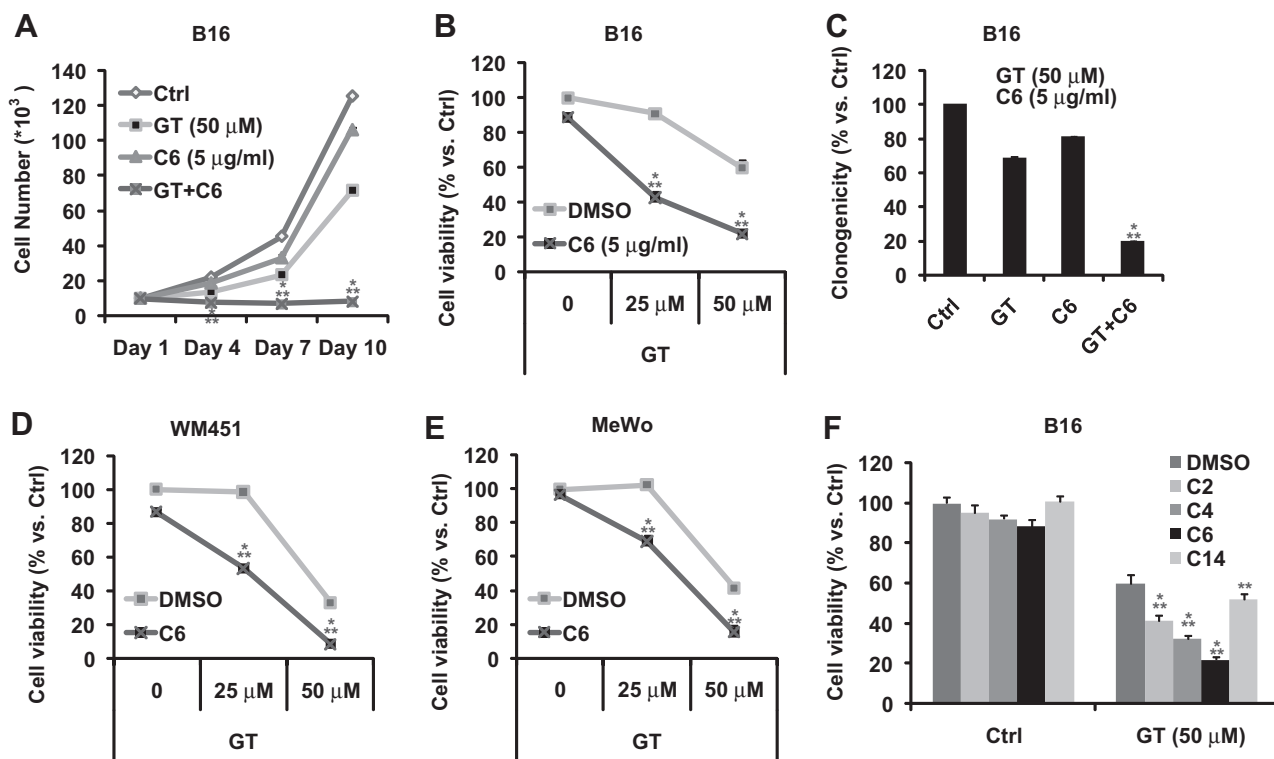 A
B16
Cell Number (*10³)
140
120
100
80
60
40
20
0
Ctrl
GT (50 μM)
C6 (5 μg/ml)
GT+C6
*
**
*
**
*
**
Day 1 Day 4 Day 7 Day 10
B
B16
Cell viability (% vs. Ctrl)
120
100
80
60
40
20
0
DMSO
C6 (5 μg/ml)
*
**
*
**
0 25 μM 50 μM
GT
C
B16
Clonogenicity (% vs. Ctrl)
120
100
80
60
40
20
0
GT (50 μM)
C6 (5 μg/ml)
*
**
Ctrl GT C6 GT+C6
D
WM451
Cell viability (% vs. Ctrl)
120
100
80
60
40
20
0
DMSO
C6
*
**
*
**
0 25 μM 50 μM
GT
E
MeWo
Cell viability (% vs. Ctrl)
120
100
80
60
40
20
0
DMSO
C6
*
**
*
**
0 25 μM 50 μM
GT
F
B16
Cell viability (% vs. Ctrl)
120
100
80
60
40
20
0
DMSO
C2
C4
C6
C14
*
**
*
**
*
**
**
Ctrl GT (50 μM)